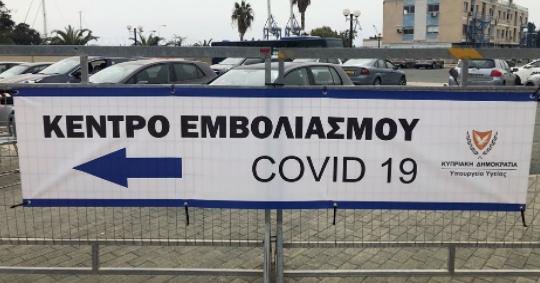 ΚΕΝΤΡΟ ΕΜΒΟΛΙΑΣΜΟΥ
COVID 19
ΚΥΠΡΙΑΚΗ ΔΗΜΟΚΡΑΤΙΑ
Υπουργείο Υγείας